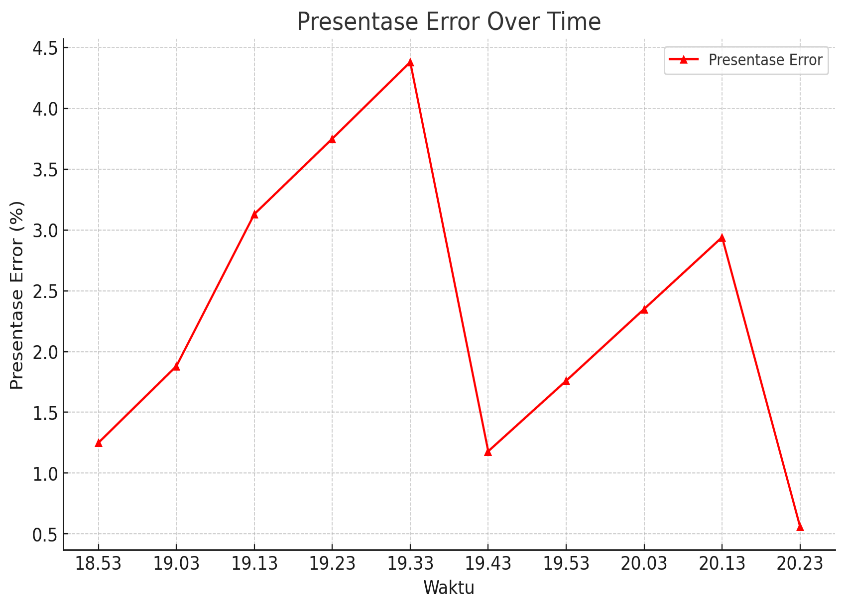 Presentase Error Over Time
Presentase Error
Presentase Error (%)
4.5
4.0
3.5
3.0
2.5
2.0
1.5
1.0
0.5
18.53 19.03 19.13 19.23 19.33 19.43 19.53 20.03 20.13 20.23
Waktu